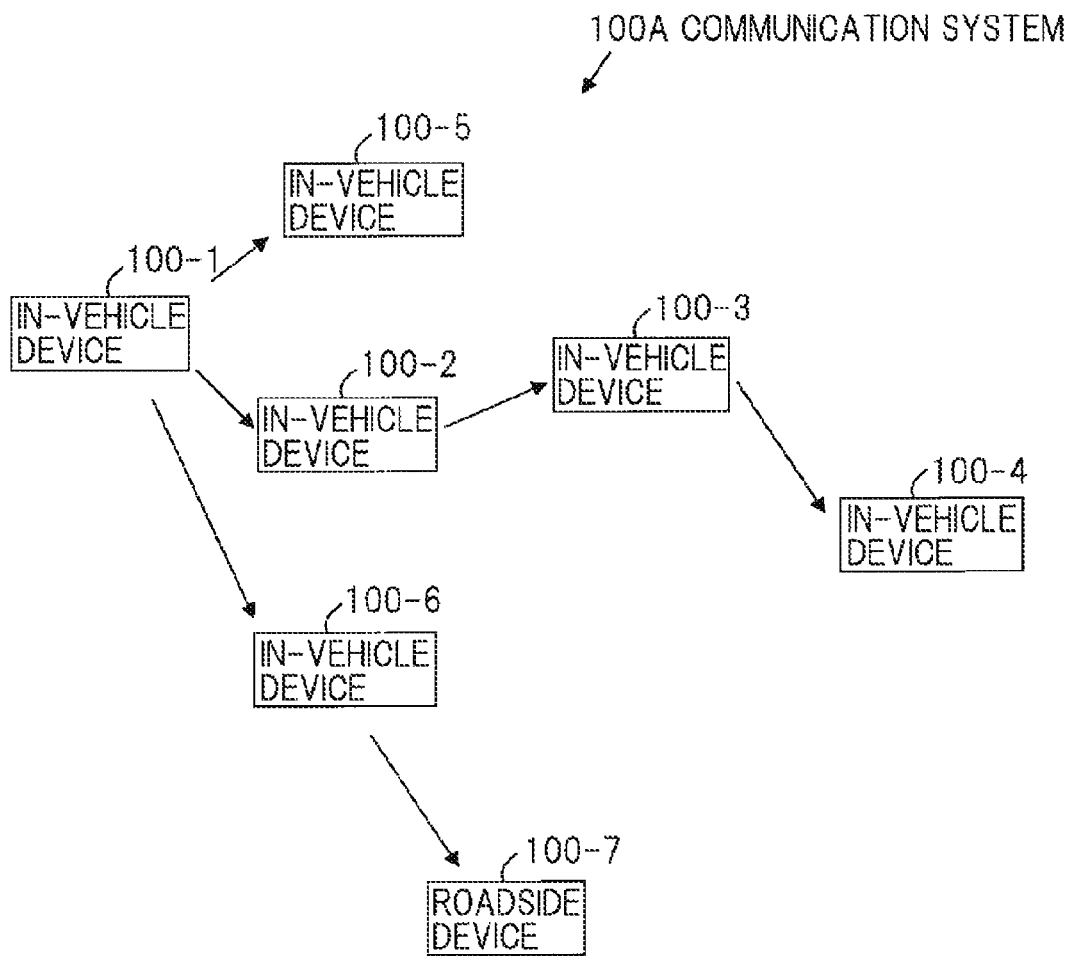 100A COMMUNICATION SYSTEM
100-5
IN-VEHICLE
DEVICE
100-1
IN-VEHICLE
DEVICE
100-3
IN-VEHICLE
DEVICE
100-2
IN-VEHICLE
DEVICE
100-4
IN-VEHICLE
DEVICE
100-6
IN-VEHICLE
DEVICE
100-7
ROADSIDE
DEVICE